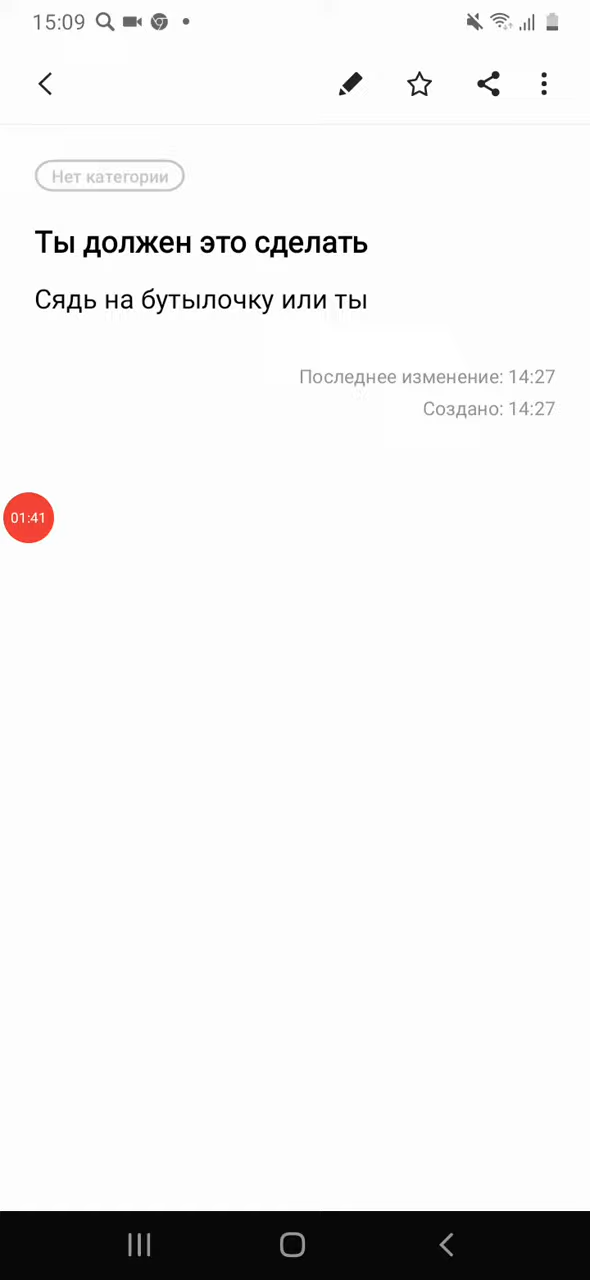 15:09
Нет категории
Ты должен это сделать
Сядь на бутылочку или ты
Последнее изменение: 14:27
Создано: 14:27
01:41